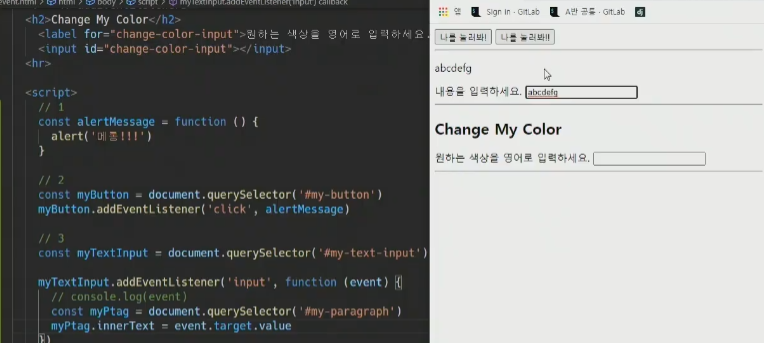 event.html > html > body > script > myTextInput.addEventListener('input') callback
<h2>Change My Color</h2>
<label for="change-color-input">원하는 색상을 영어로 입력하세요.
<input id="change-color-input"></input>
<hr>
<script>
// 1
const alertMessage = function () {
alert('메롱!!!')
}
// 2
const myButton = document.querySelector('#my-button')
myButton.addEventListener('click', alertMessage)
// 3
const myTextInput = document.querySelector('#my-text-input')
myTextInput.addEventListener('input', function (event) {
// console.log(event)
const myPtag = document.querySelector('#my-paragraph')
myPtag.innerText = event.target.value
})
앱 Sign in · GitLab A반 공통 · GitLab dj
나를 눌러봐! 나를 눌러봐!!
abcdefg
내용을 입력하세요. abcdefg
Change My Color
원하는 색상을 영어로 입력하세요.